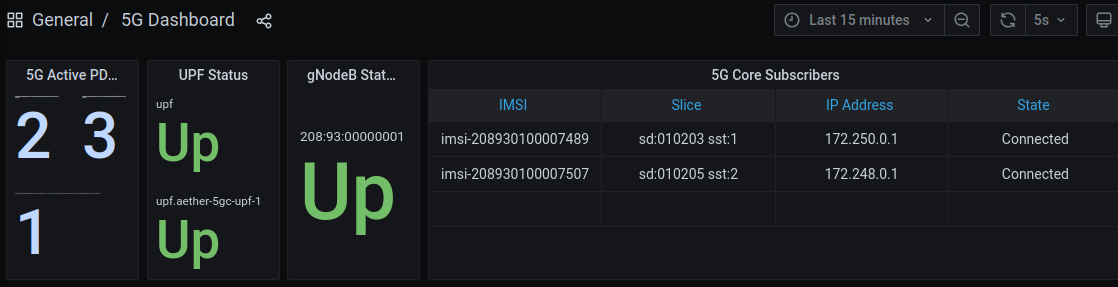 General / 5G Dashboard
Last 15 minutes
5s
5G Active PD...
2 3
1
UPF Status
upf
Up
upf.aether-5gc-upf-1
Up
gNodeB Stat...
208:93:00000001
Up
5G Core Subscribers
IMSI Slice IP Address State
imsi-208930100007489 sd:010203 sst:1 172.250.0.1 Connected
imsi-208930100007507 sd:010205 sst:2 172.248.0.1 Connected